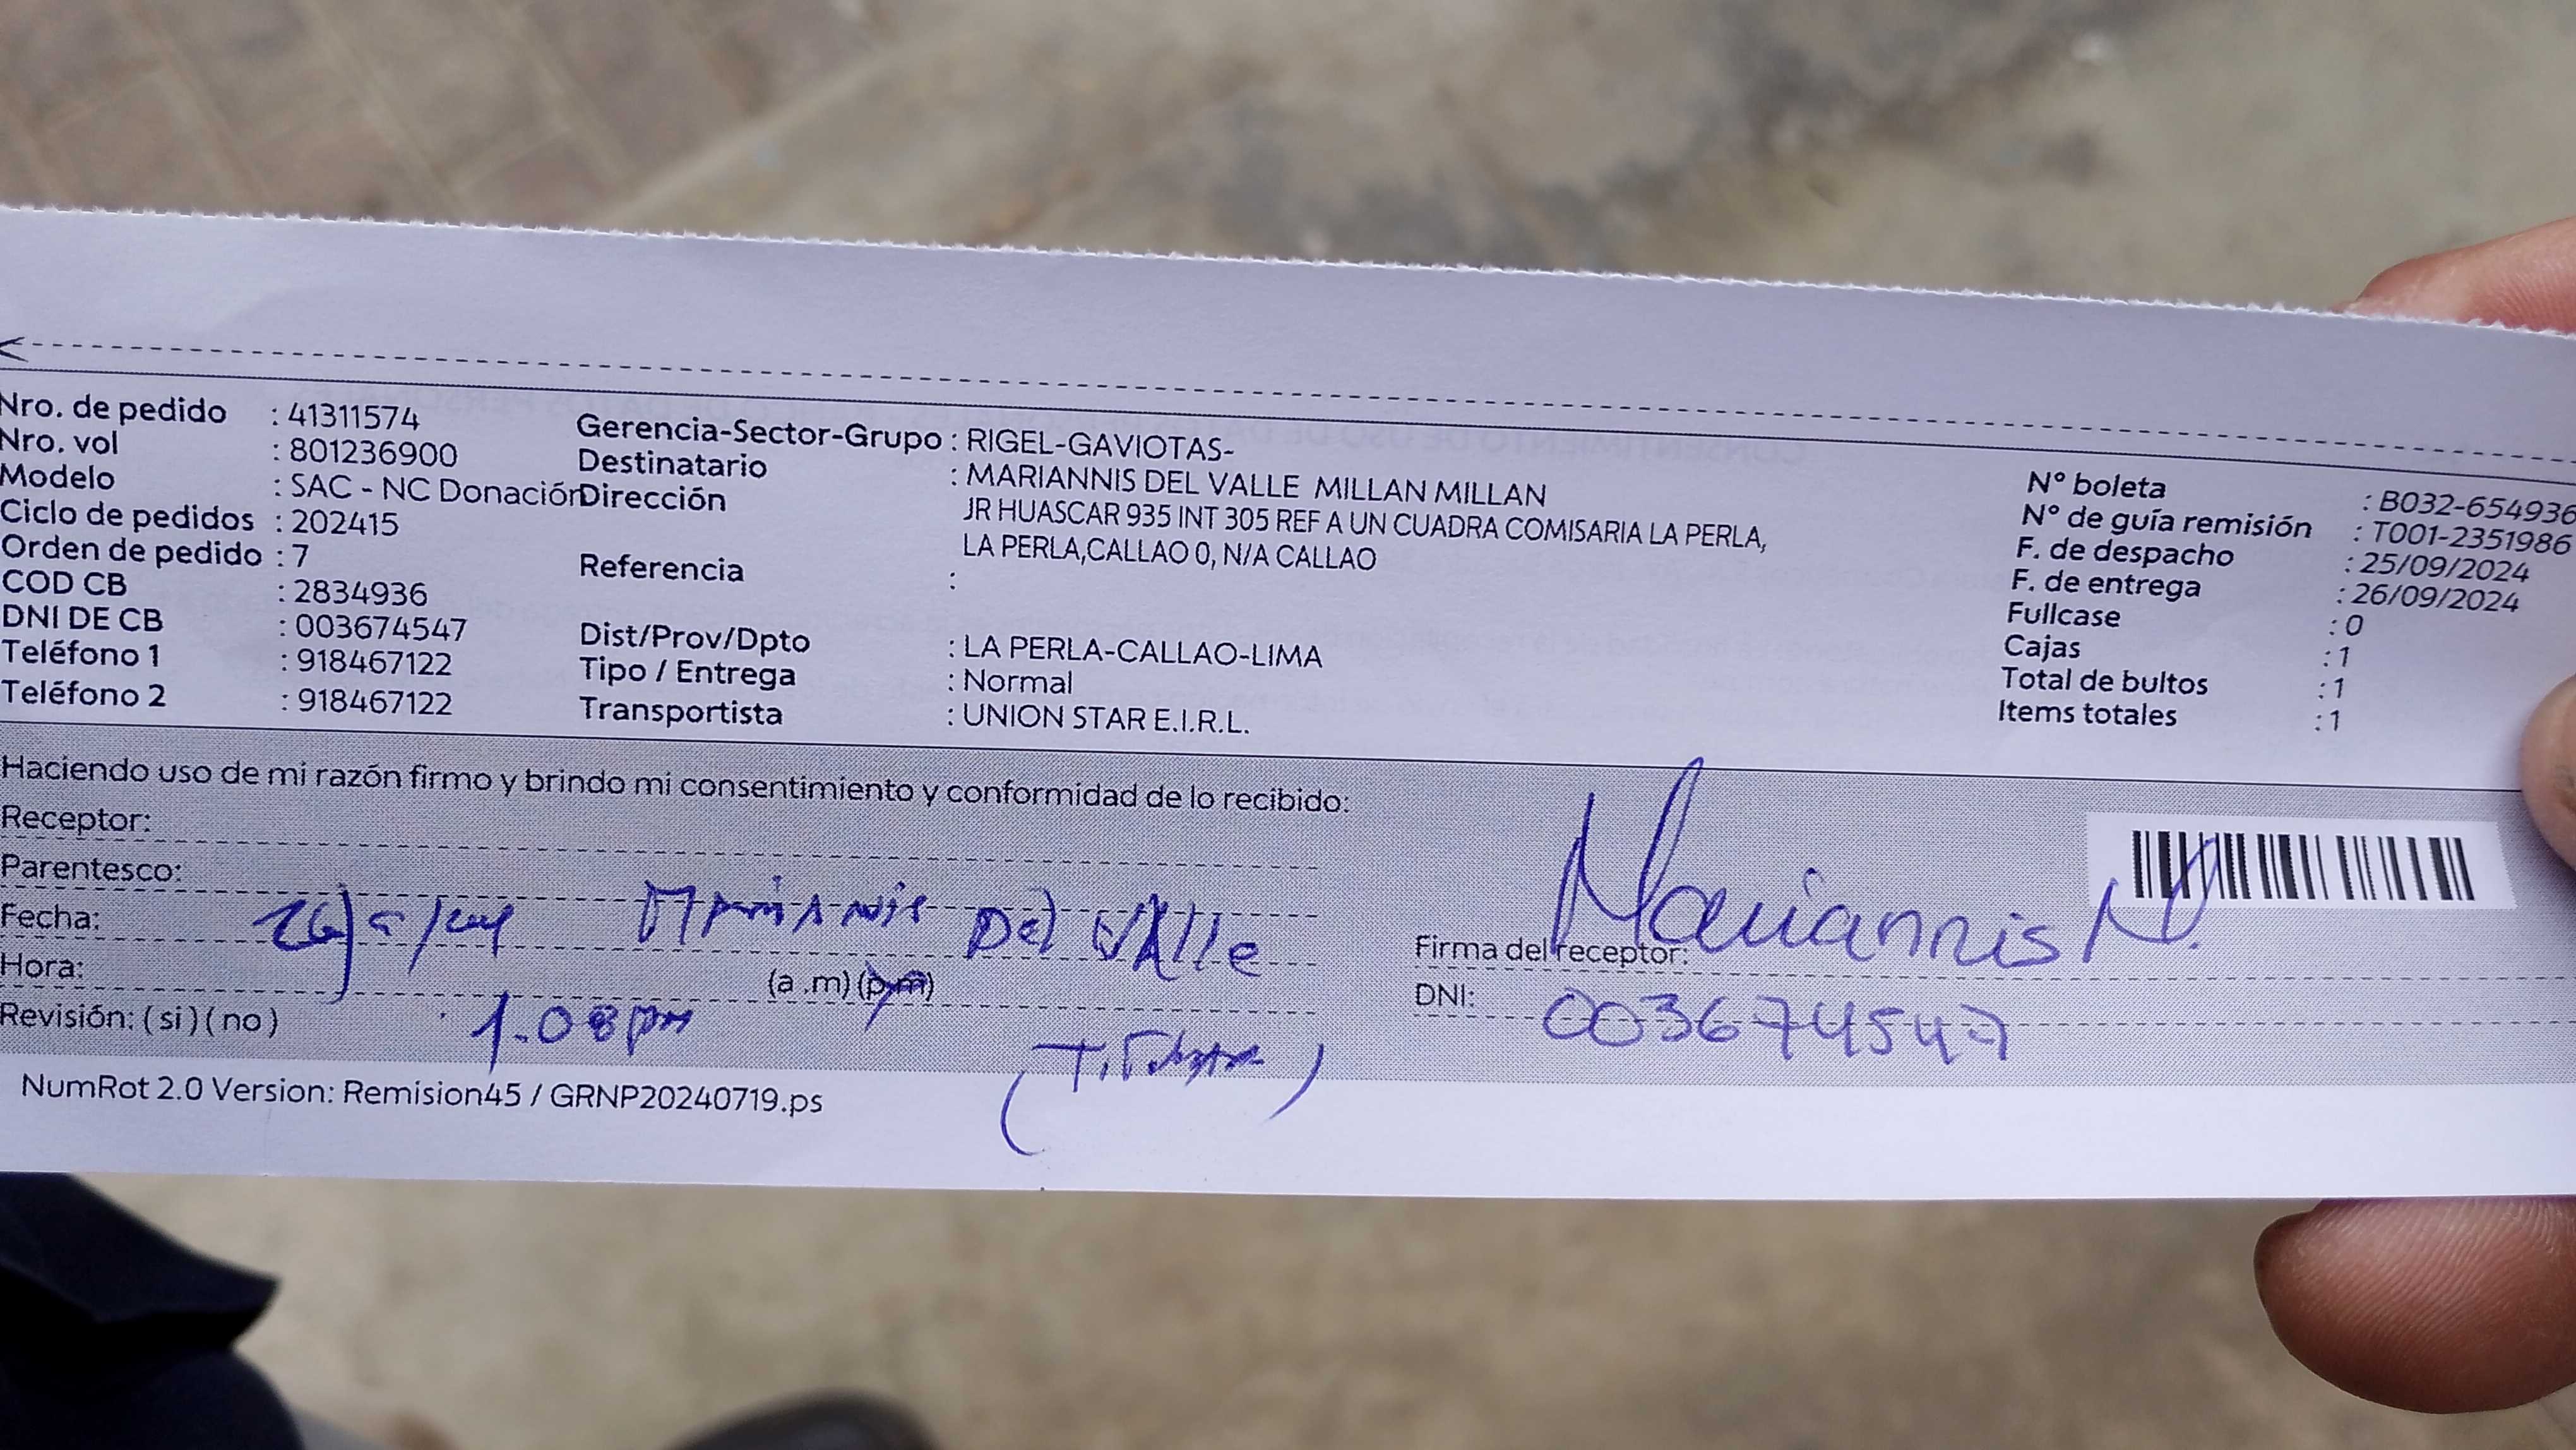 Nro. de pedido : 41311574
Nro. vol : 801236900
Modelo : SAC - NC Donación
Ciclo de pedidos : 202415
Orden de pedido : 7
COD CB : 2834936
DNI DE CB : 003674547
Teléfono 1 : 918467122
Teléfono 2 : 918467122
Gerencia-Sector-Grupo : RIGEL-GAVIOTAS-
Destinatario : MARIANNIS DEL VALLE MILLAN MILLAN
Dirección JR HUASCAR 935 INT 305 REF A UN CUADRA COMISARIA LA PERLA,
LA PERLA,CALLAO 0, N/A CALLAO
Referencia :
Dist/Prov/Dpto : LA PERLA-CALLAO-LIMA
Tipo / Entrega : Normal
Transportista : UNION STAR E.I.R.L.
N° boleta : B032-654936
N° de guía remisión : T001-2351986
F. de despacho : 25/09/2024
F. de entrega : 26/09/2024
Fullcase : 0
Cajas : 1
Total de bultos : 1
Items totales : 1
Haciendo uso de mi razón firmo y brindo mi consentimiento y conformidad de lo recibido:
Receptor:
Parentesco:
Fecha: Mariannis Del Valle
Hora: (a .m) (p.m)
Revisión: ( si ) ( no ) 1.08 pm
Firma del receptor: Mariannis M.
DNI: 003674547
NumRot 2.0 Version: Remision45 / GRNP20240719.ps